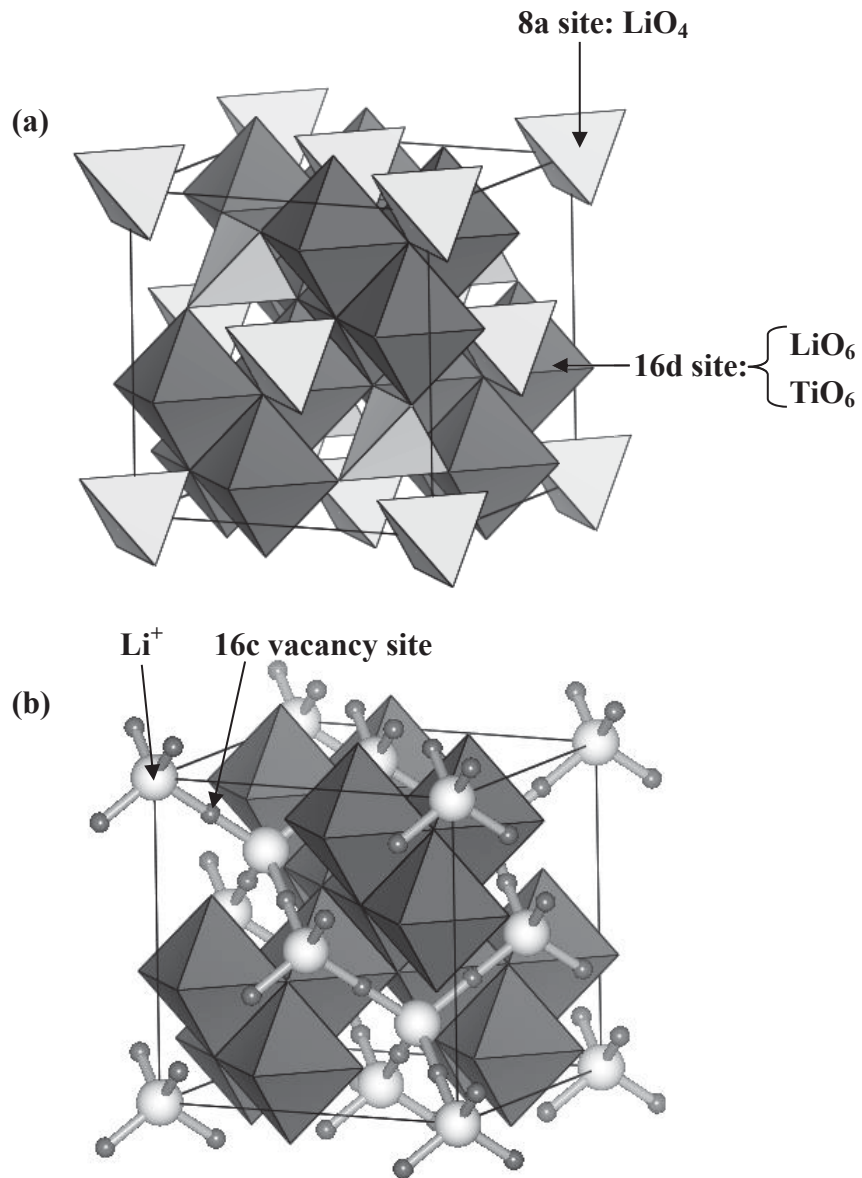 8a site: LiO₄
(a)
16d site: { LiO₆
TiO₆
Li⁺ 16c vacancy site
(b)